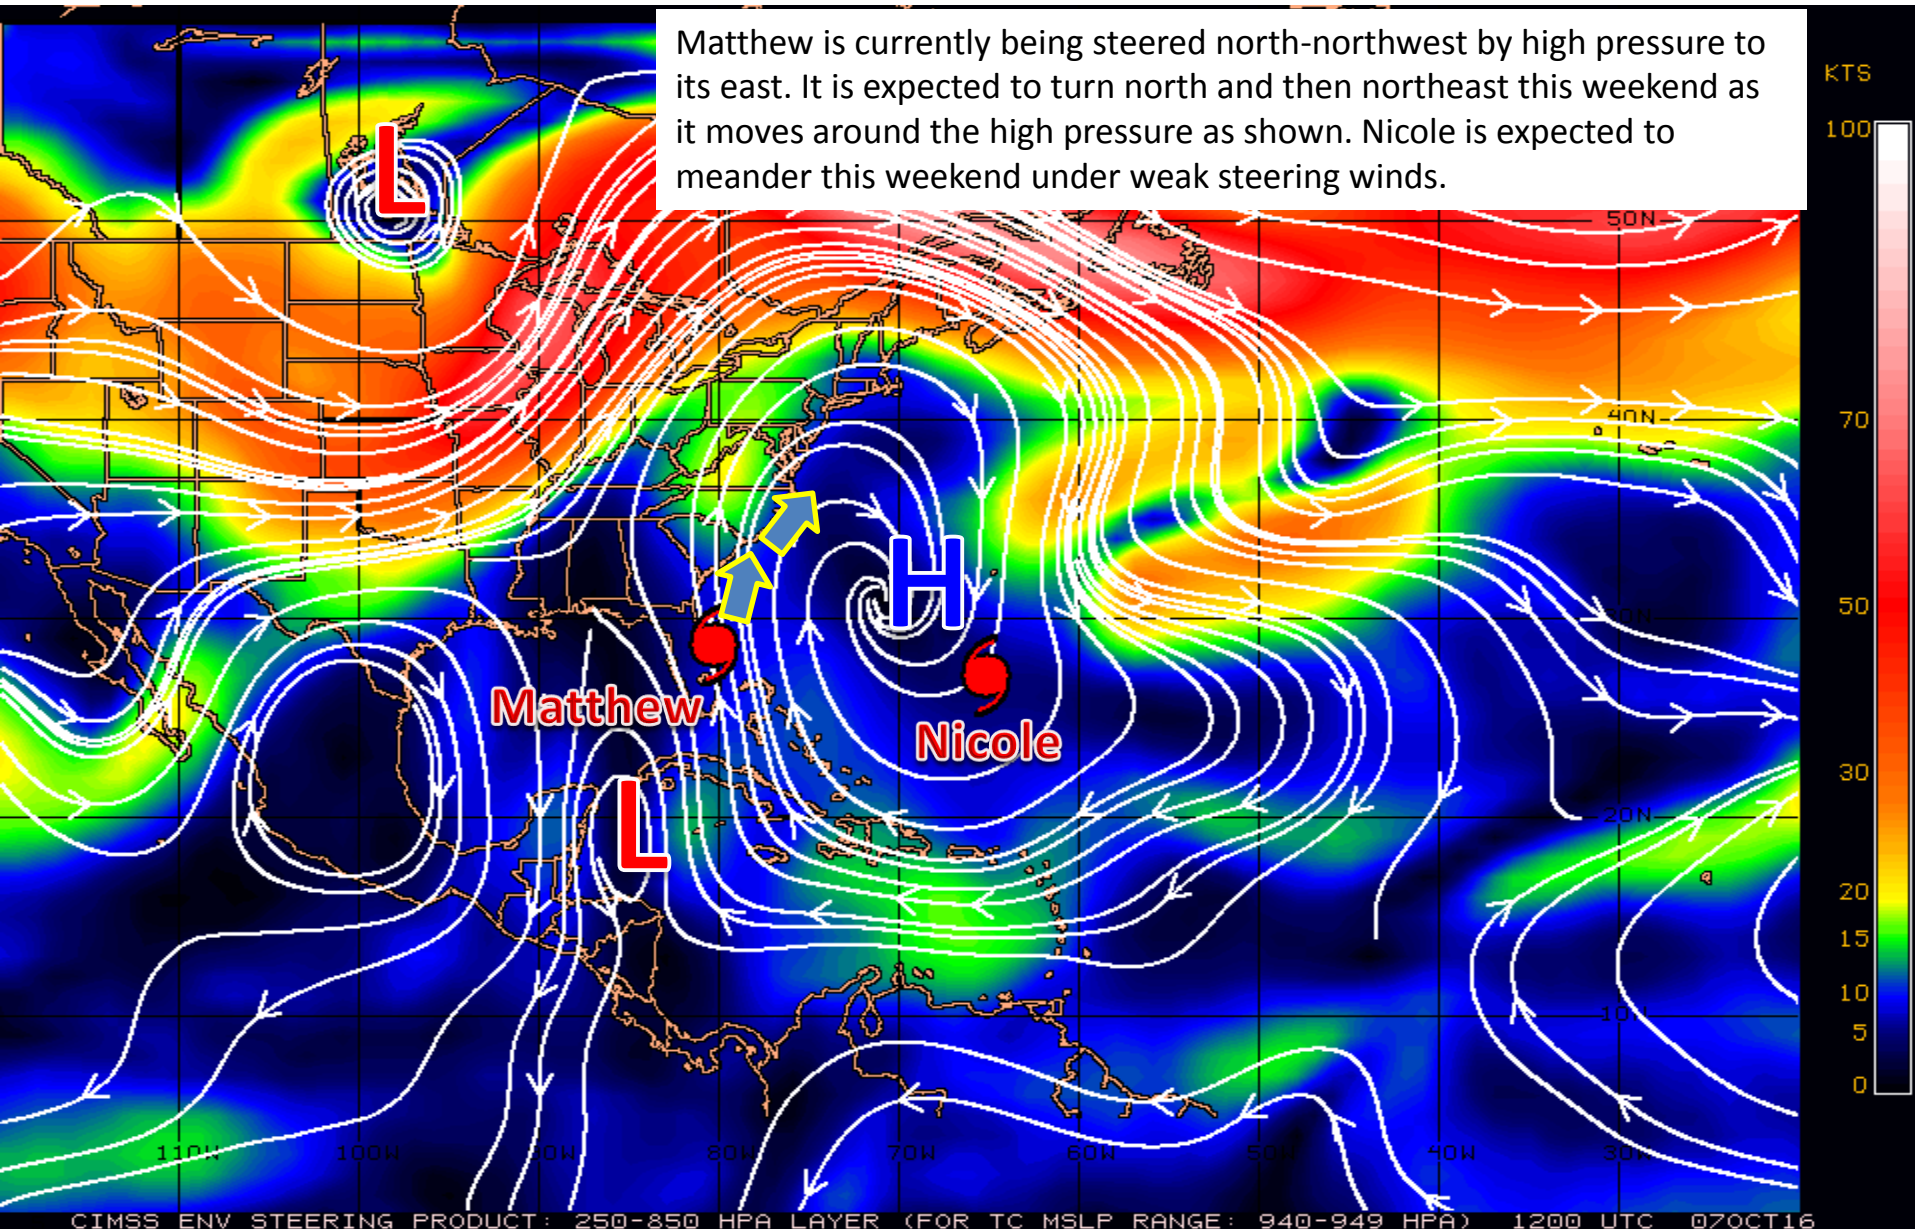 Matthew is currently being steered north-northwest by high pressure to
its east. It is expected to turn north and then northeast this weekend as
it moves around the high pressure as shown. Nicole is expected to
meander this weekend under weak steering winds.
KTS
100
L
50N
40N
70
H
50
30N
Matthew
Nicole
30
L
20N
20
15
10
10N
5
0
110W 100W 90W 80W 70W 60W 50W 40W 30W
CIMSS ENV STEERING PRODUCT: 250-850 HPA LAYER (FOR TC MSLP RANGE: 940-949 HPA) 1200 UTC 07OCT16